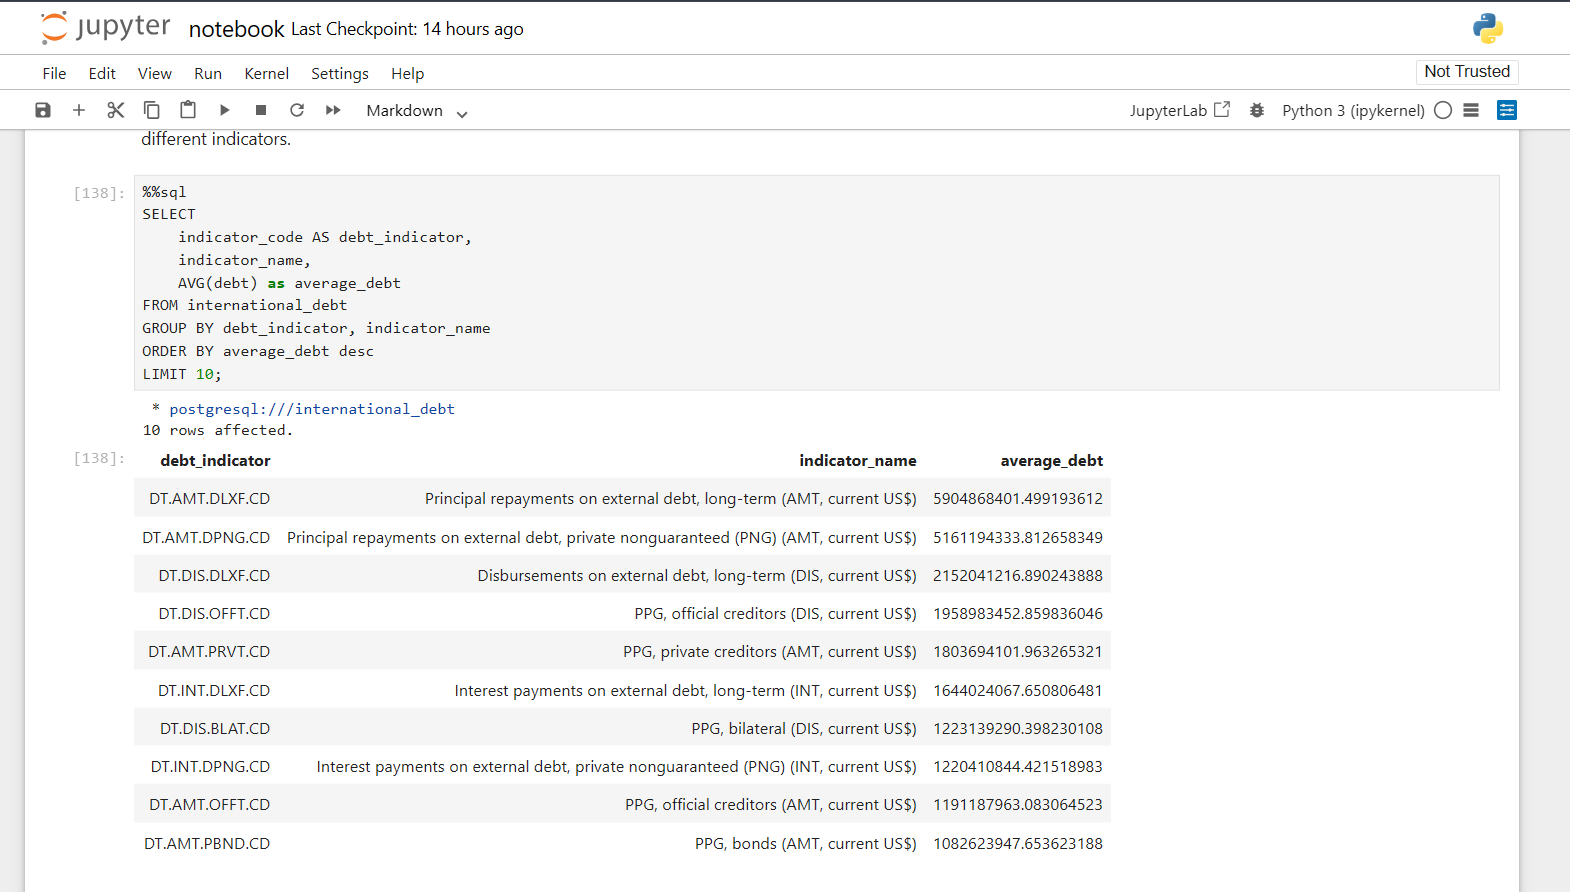 jupyter notebook Last Checkpoint: 14 hours ago
File Edit View Run Kernel Settings Help
Not Trusted
Markdown
JupyterLab
Python 3 (ipykernel)
different indicators.
[138]:
%%sql
SELECT
indicator_code AS debt_indicator,
indicator_name,
AVG(debt) as average_debt
FROM international_debt
GROUP BY debt_indicator, indicator_name
ORDER BY average_debt desc
LIMIT 10;
* postgresql:///international_debt
10 rows affected.
[138]:
debt_indicator indicator_name average_debt
DT.AMT.DLXF.CD Principal repayments on external debt, long-term (AMT, current US$) 5904868401.499193612
DT.AMT.DPNG.CD Principal repayments on external debt, private nonguaranteed (PNG) (AMT, current US$) 5161194333.812658349
DT.DIS.DLXF.CD Disbursements on external debt, long-term (DIS, current US$) 2152041216.890243888
DT.DIS.OFFT.CD PPG, official creditors (DIS, current US$) 1958983452.859836046
DT.AMT.PRVT.CD PPG, private creditors (AMT, current US$) 1803694101.963265321
DT.INT.DLXF.CD Interest payments on external debt, long-term (INT, current US$) 1644024067.650806481
DT.DIS.BLAT.CD PPG, bilateral (DIS, current US$) 1223139290.398230108
DT.INT.DPNG.CD Interest payments on external debt, private nonguaranteed (PNG) (INT, current US$) 1220410844.421518983
DT.AMT.OFFT.CD PPG, official creditors (AMT, current US$) 1191187963.083064523
DT.AMT.PBND.CD PPG, bonds (AMT, current US$) 1082623947.653623188